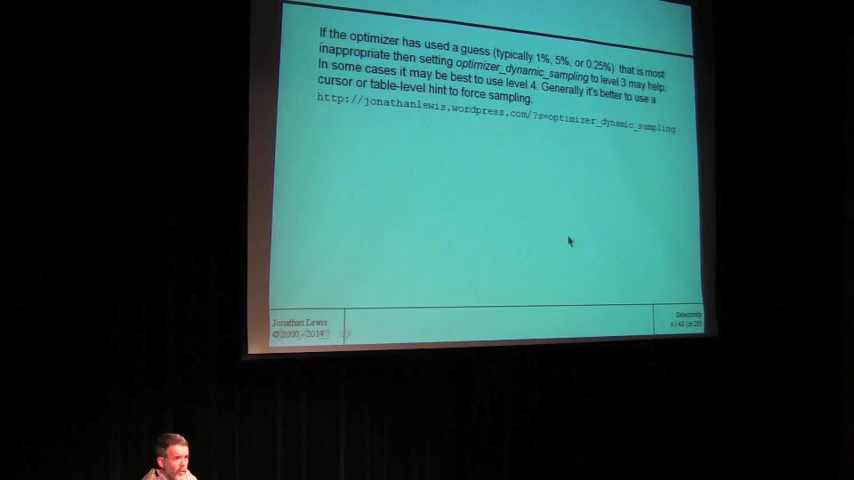 If the optimizer has used a guess (typically 1%, 5%, or 0.25%) that is most
inappropriate then setting optimizer_dynamic_sampling to level 3 may help.
In some cases it may be best to use level 4. Generally it's better to use a
cursor or table-level hint to force sampling.
http://jonathanlewis.wordpress.com/?s=optimizer_dynamic_sampling
Jonathan Lewis
© 2000 - 2014
Selectivity